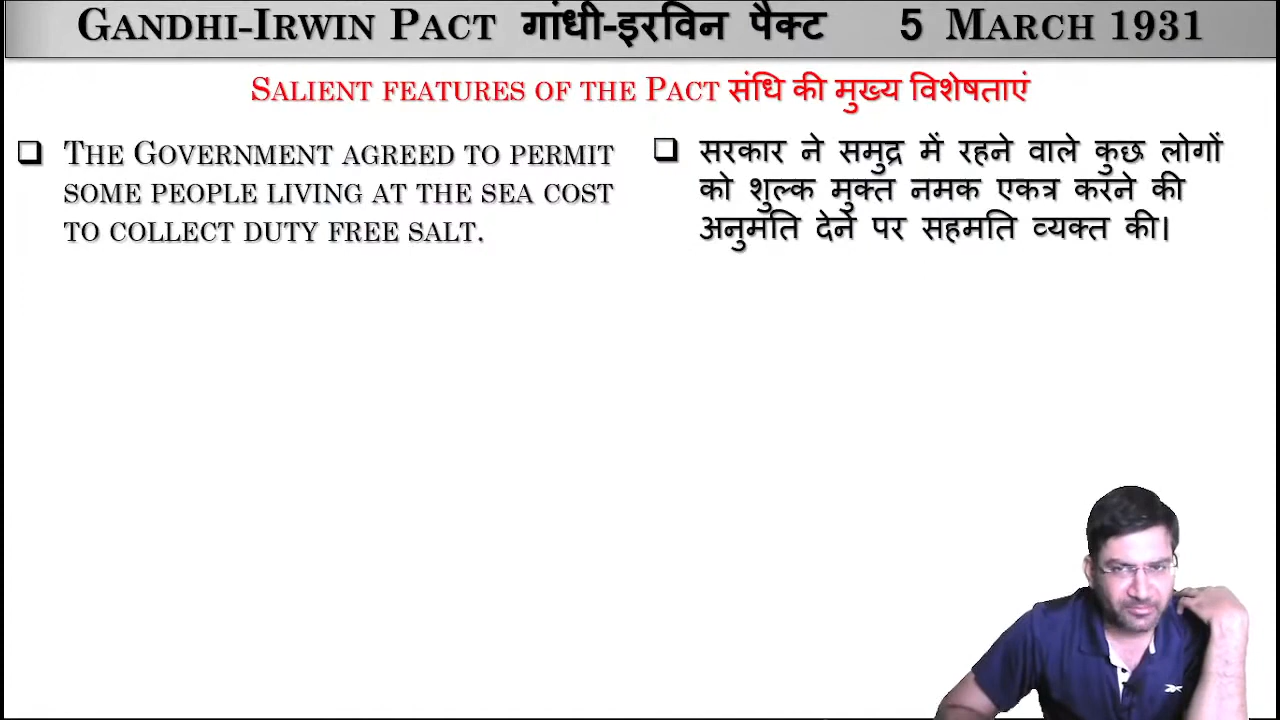 GANDHI-IRWIN PACT गांधी-इरविन पैक्ट 5 MARCH 1931
SALIENT FEATURES OF THE PACT संधि की मुख्य विशेषताएं
THE GOVERNMENT AGREED TO PERMIT
SOME PEOPLE LIVING AT THE SEA COST
TO COLLECT DUTY FREE SALT.
सरकार ने समुद्र में रहने वाले कुछ लोगों
को शुल्क मुक्त नमक एकत्र करने की
अनुमति देने पर सहमति व्यक्त की।